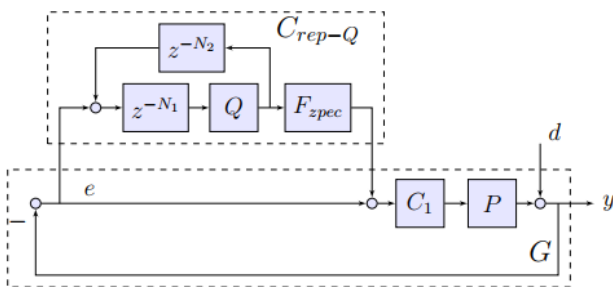 C_{rep-Q}
z^{-N_2}
z^{-N_1} Q F_{zpec}
d
e
C_1 P y
−
G